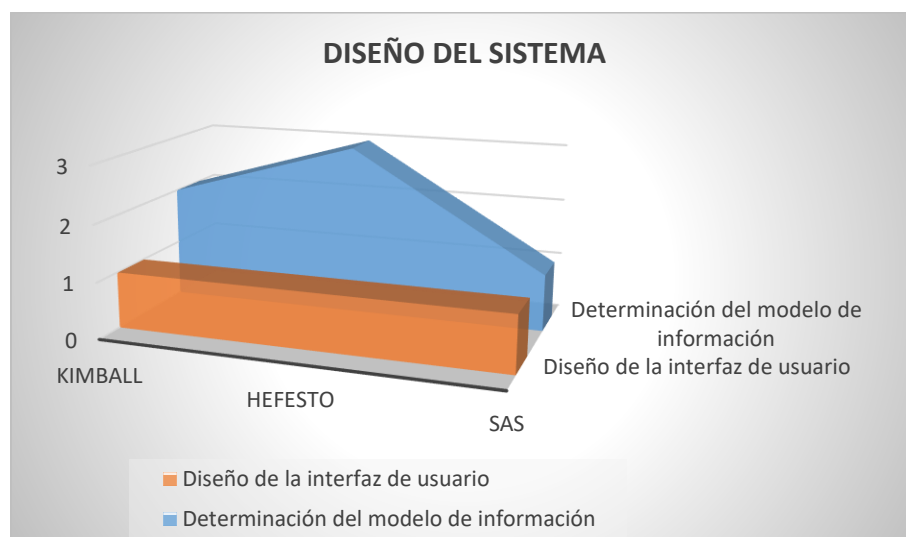 DISEÑO DEL SISTEMA
3
2
1
0
KIMBALL
HEFESTO
SAS
Determinación del modelo de
información
Diseño de la interfaz de usuario
Diseño de la interfaz de usuario
Determinación del modelo de información